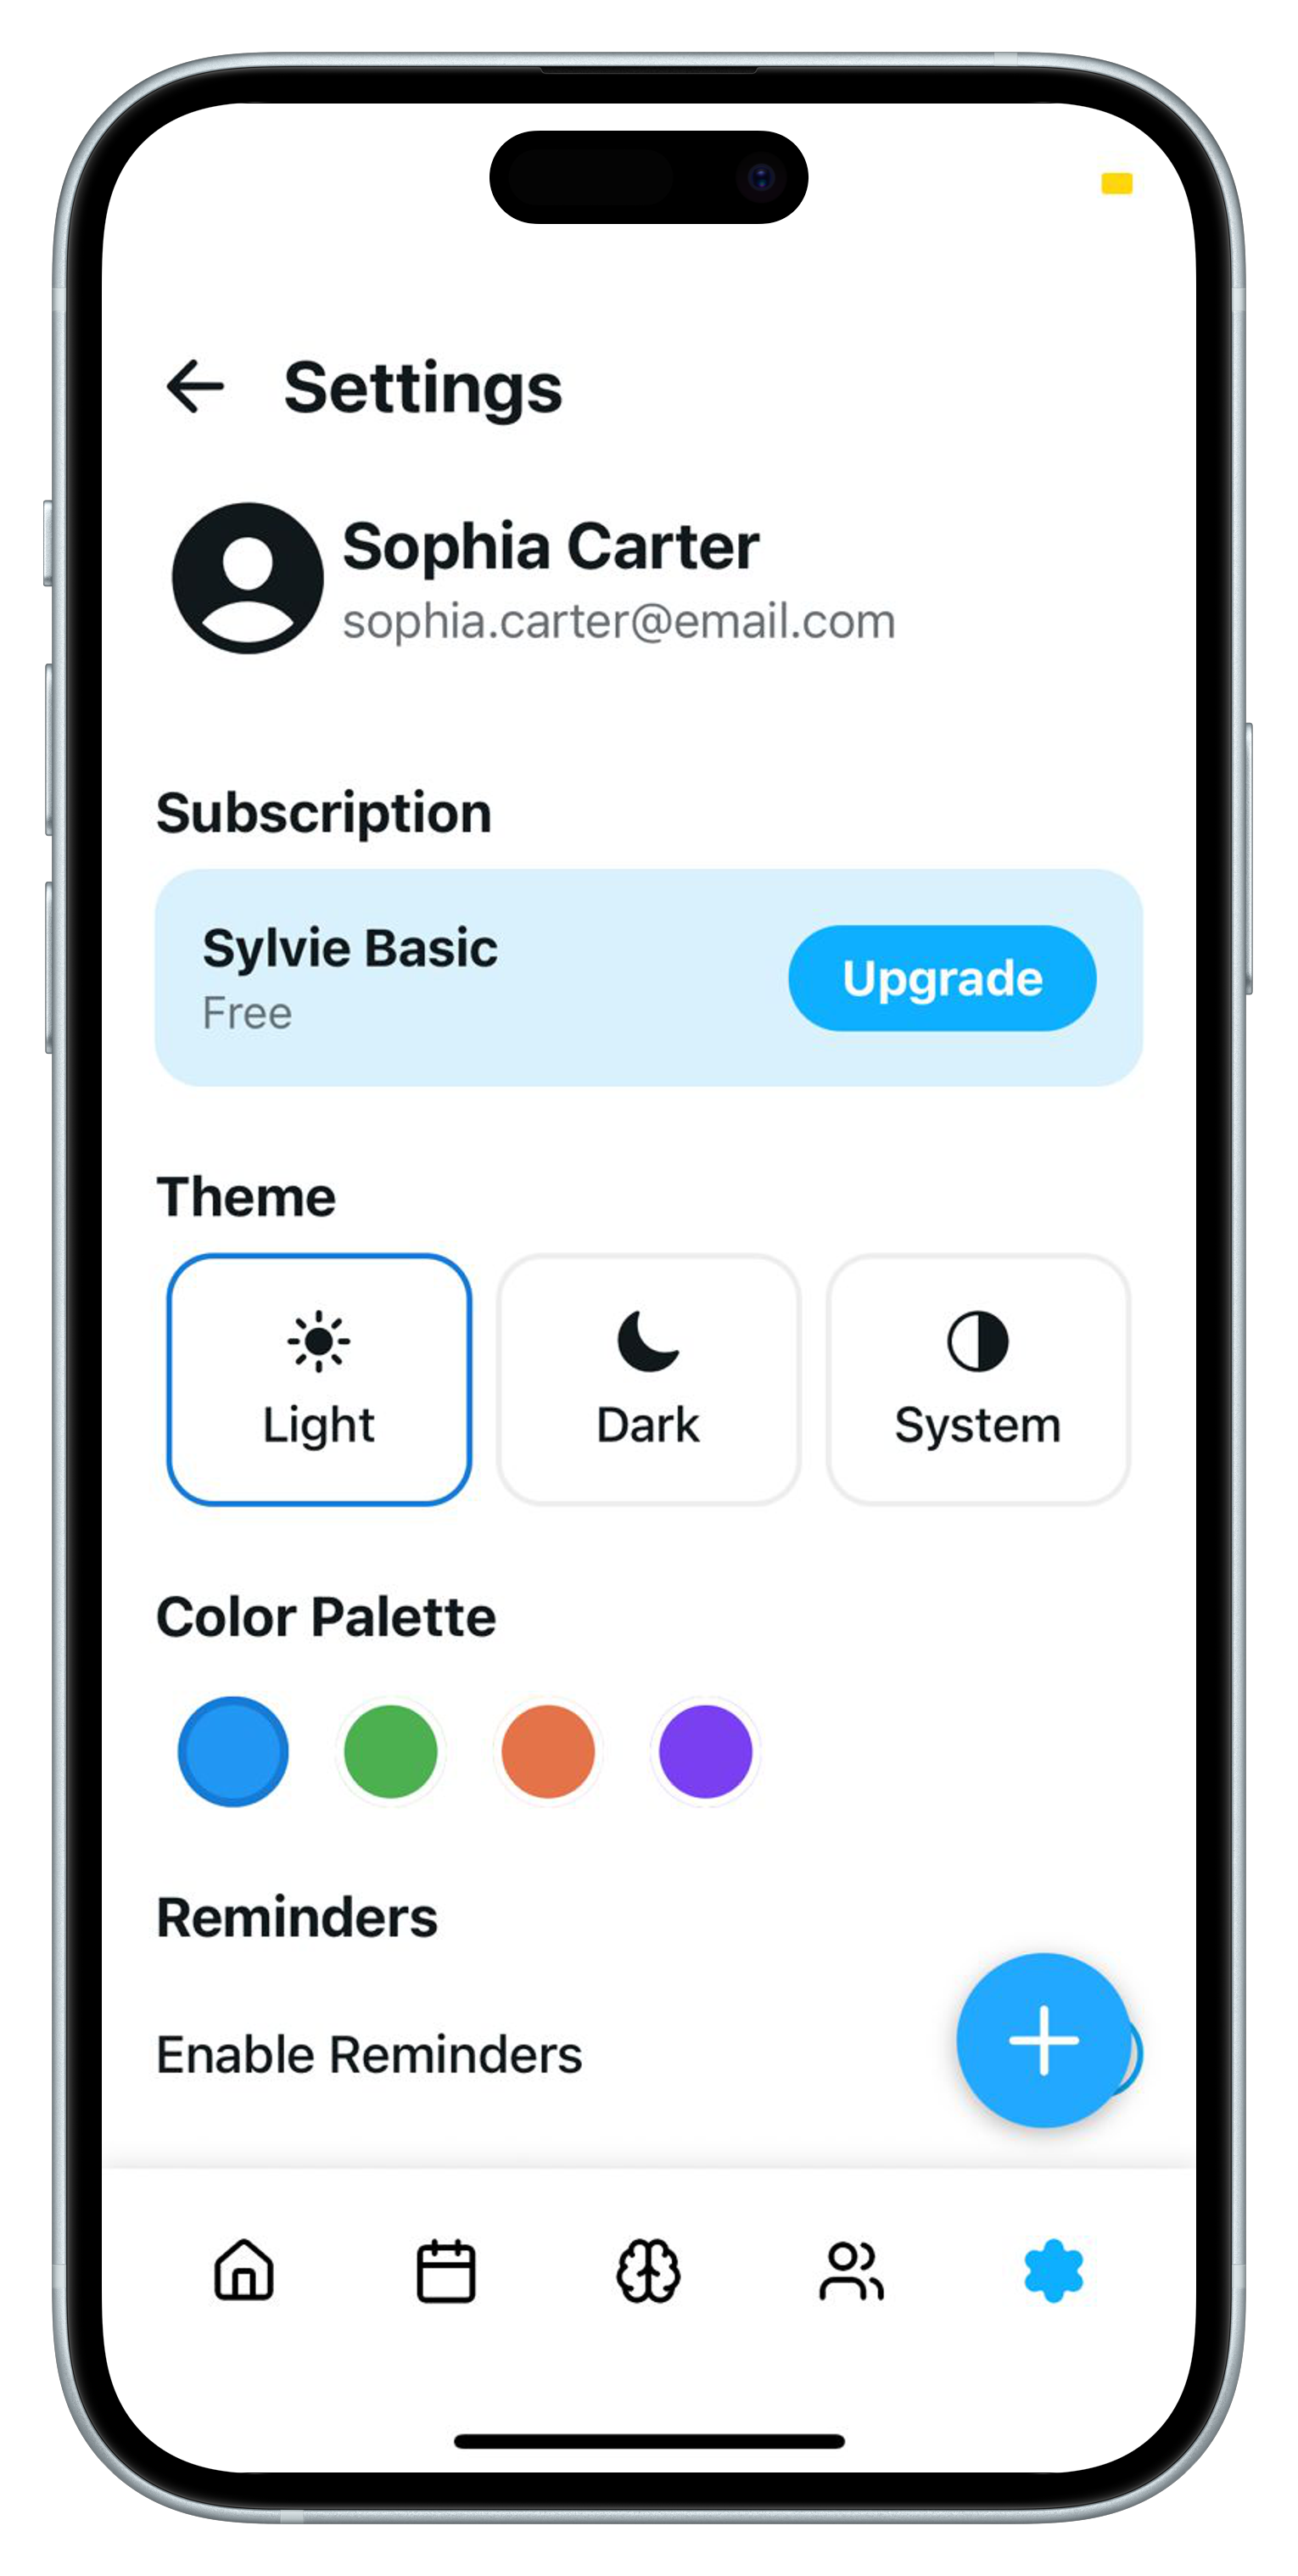 Settings
Sophia Carter
sophia.carter@email.com
Subscription
Sylvie Basic
Free
Upgrade
Theme
Light
Dark
System
Color Palette
Reminders
Enable Reminders